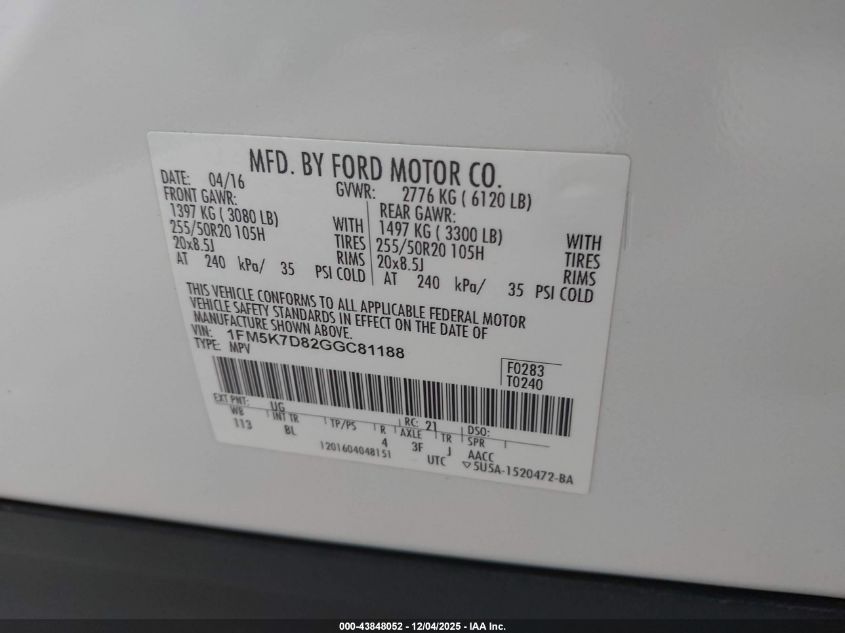 MFD. BY FORD MOTOR CO.
DATE: 04/16 GVWR: 2776 KG ( 6120 LB)
FRONT GAWR: REAR GAWR:
1397 KG ( 3080 LB) WITH 1497 KG ( 3300 LB) WITH
255/50R20 105H TIRES 255/50R20 105H TIRES
20x8.5J RIMS 20x8.5J RIMS
AT 240 kPa/ 35 PSI COLD AT 240 kPa/ 35 PSI COLD
THIS VEHICLE CONFORMS TO ALL APPLICABLE FEDERAL MOTOR
VEHICLE SAFETY STANDARDS IN EFFECT ON THE DATE OF
MANUFACTURE SHOWN ABOVE.
VIN: 1FM5K7D82GGC81188
TYPE: MPV
F0283
T0240
EXT PNT: UG RC: 21 DSO:
WB INT TR TP/PS R AXLE TR SPR
113 BL 4 3F J AACC
1201604048151 UTC ▽5U5A-1520472-BA
000-43848052 - 12/04/2025 - IAA Inc.